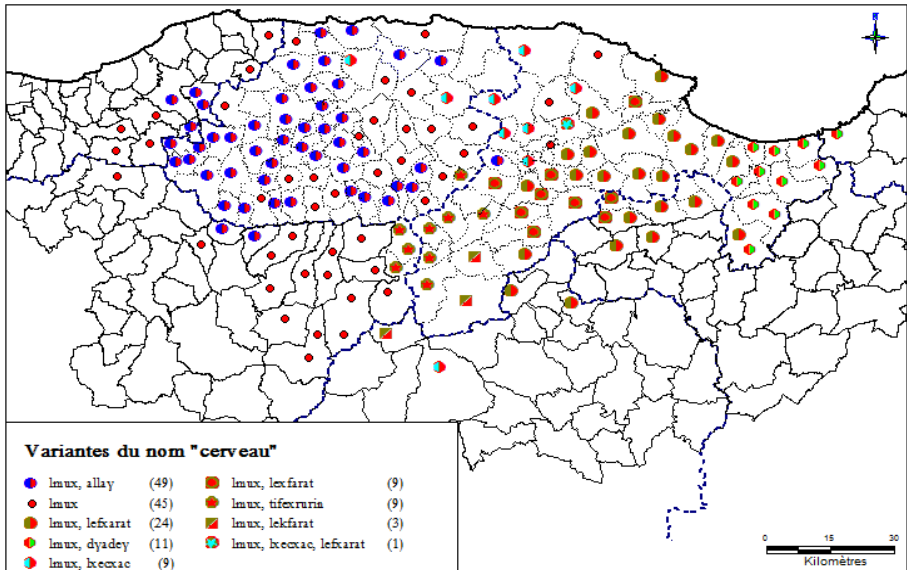 N
Variantes du nom "cerveau"
lmux, allay (49)
lmux (45)
lmux, lefxarat (24)
lmux, dyadey (11)
lmux, lxecxac (9)
lmux, lexfarat (9)
lmux, tifexrurin (9)
lmux, lekfarat (3)
lmux, lxecxac, lefxarat (1)
0 15 30
Kilomètres